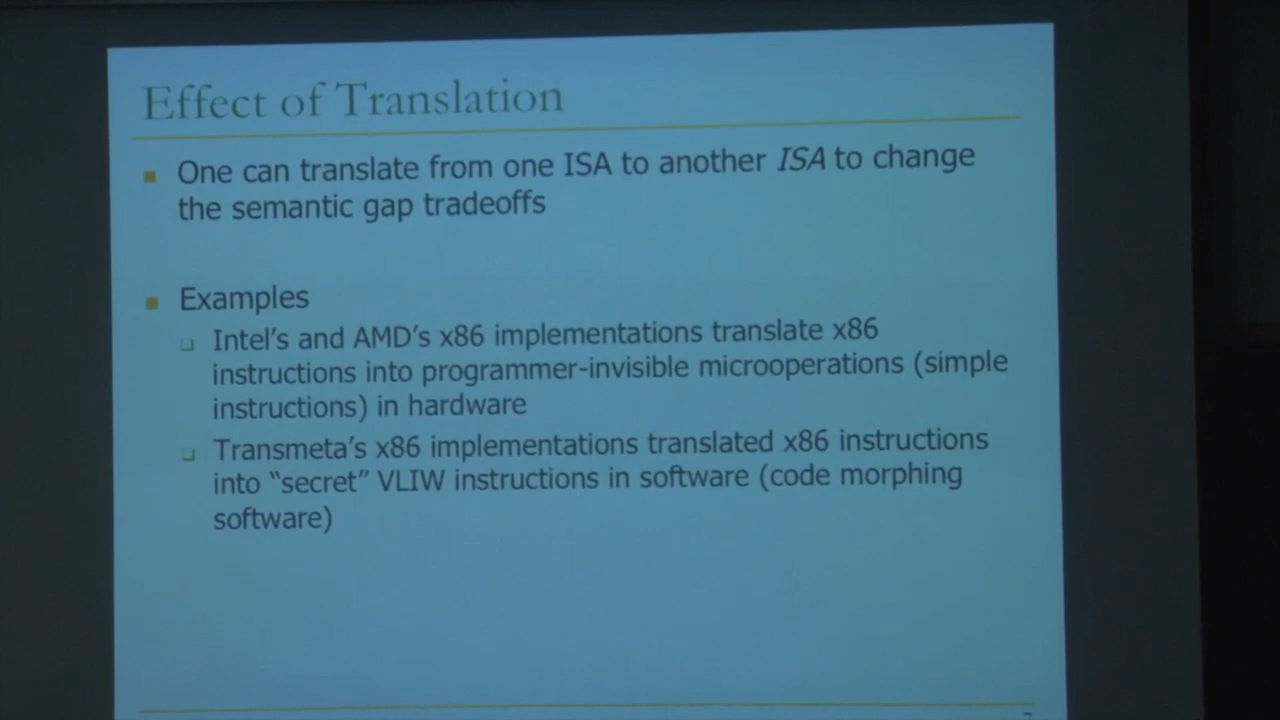 Effect of Translation
One can translate from one ISA to another ISA to change
the semantic gap tradeoffs
Examples
Intel's and AMD's x86 implementations translate x86
instructions into programmer-invisible microoperations (simple
instructions) in hardware
Transmeta's x86 implementations translated x86 instructions
into “secret” VLIW instructions in software (code morphing
software)